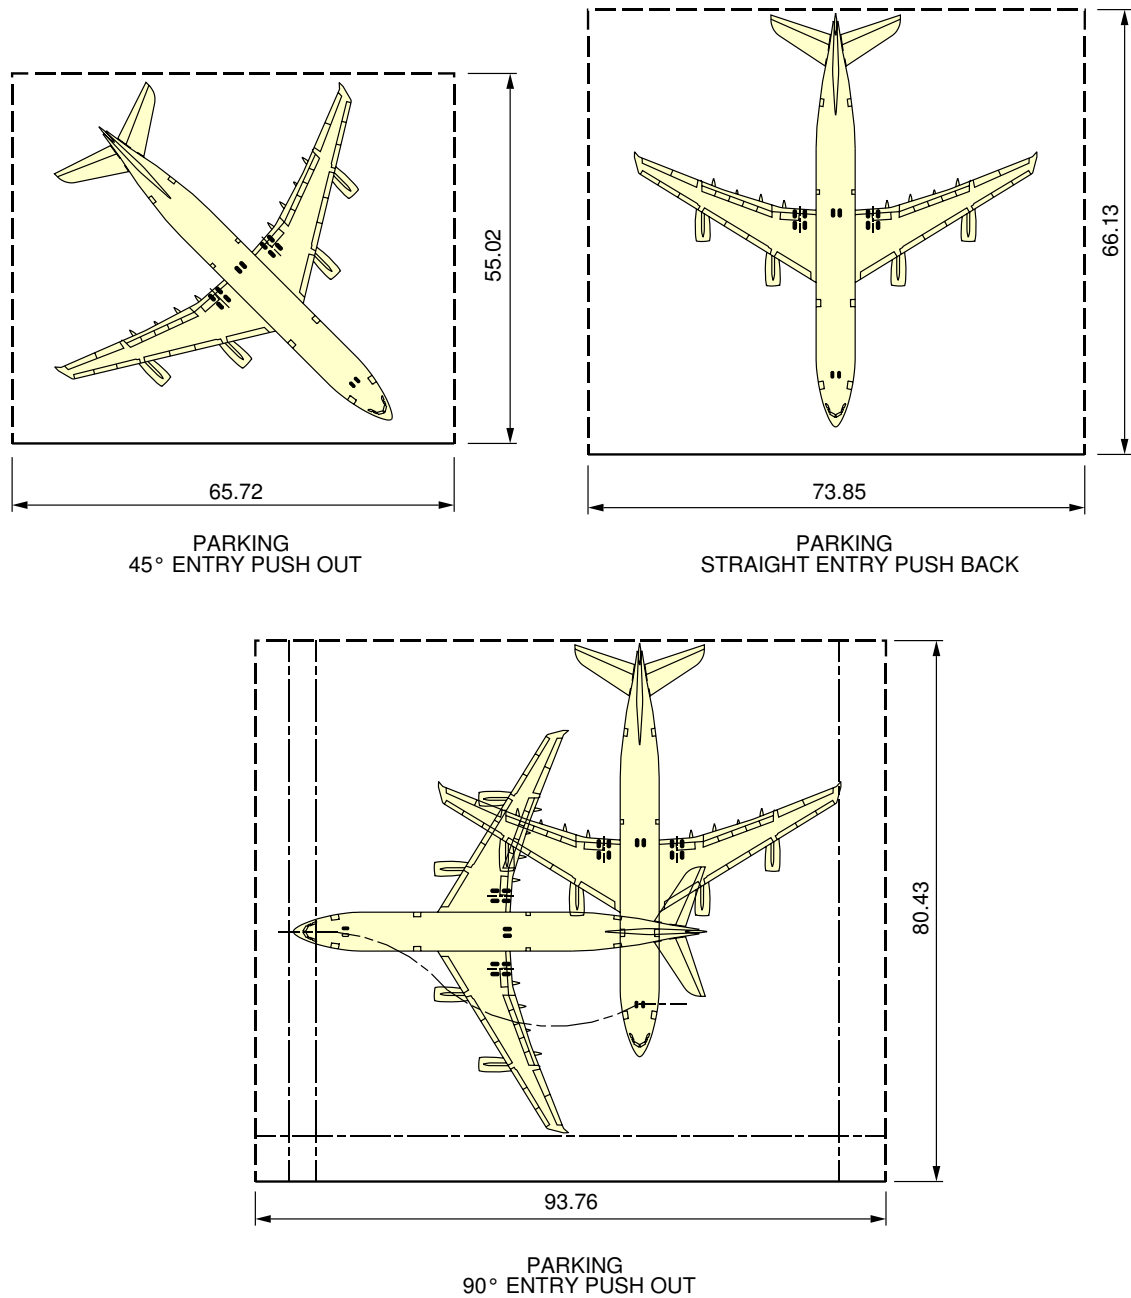 55.02
66.13
65.72
73.85
PARKING
45° ENTRY PUSH OUT
PARKING
STRAIGHT ENTRY PUSH BACK
80.43
93.76
PARKING
90° ENTRY PUSH OUT